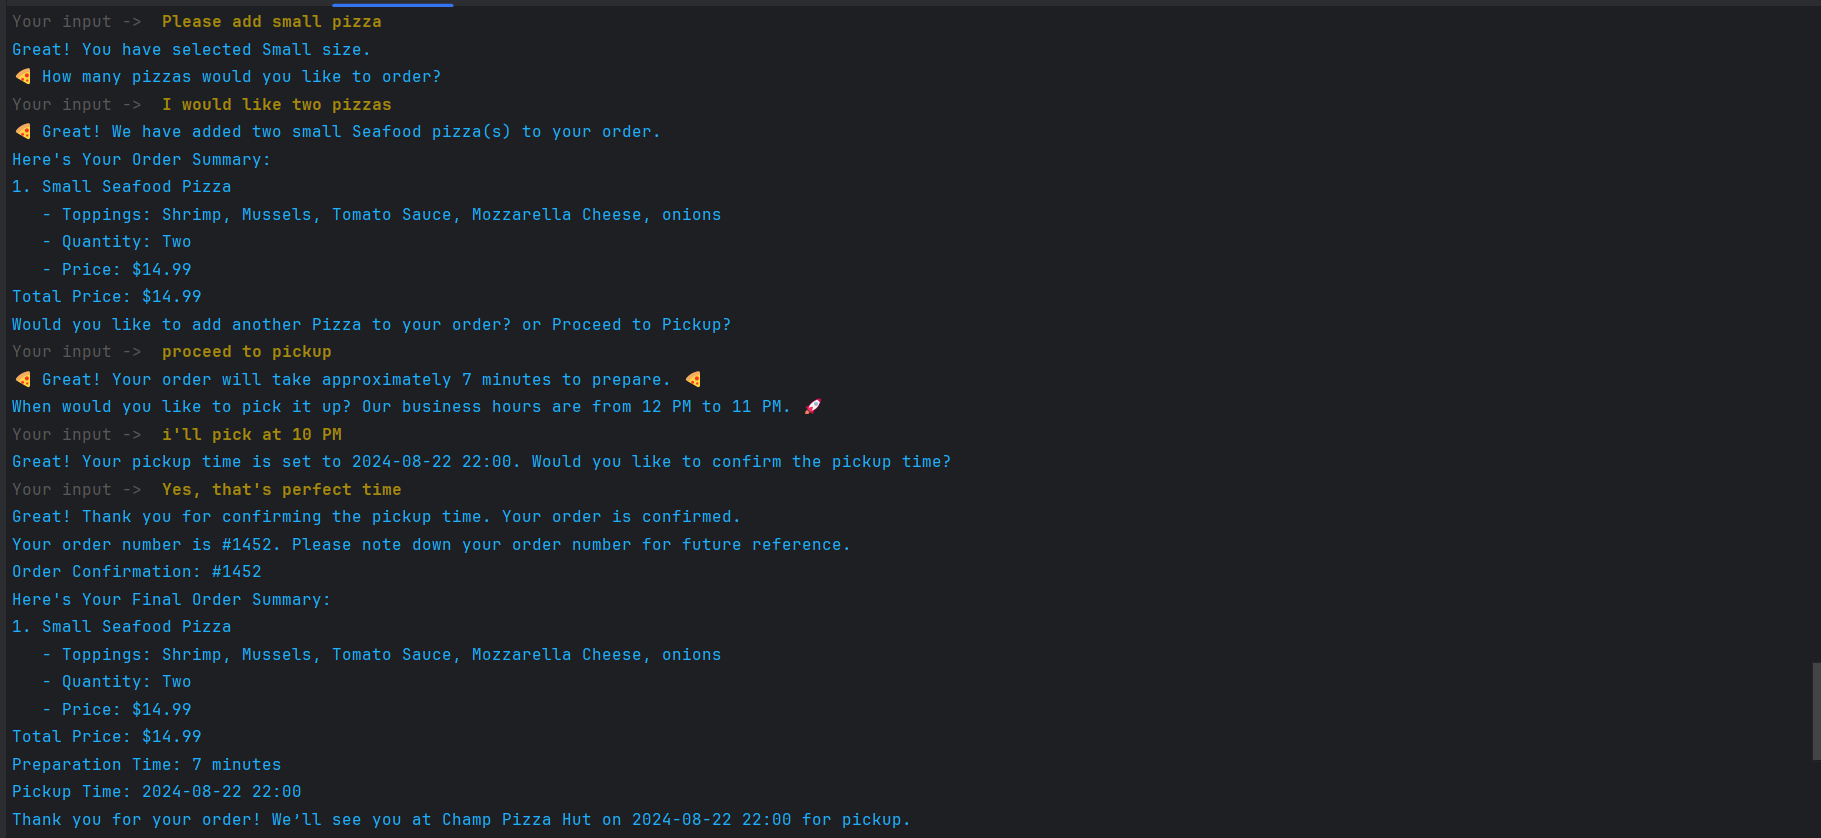 Your input ->  Please add small pizza
Great! You have selected Small size.
🍕 How many pizzas would you like to order?
Your input ->  I would like two pizzas
🍕 Great! We have added two small Seafood pizza(s) to your order.
Here's Your Order Summary:
1. Small Seafood Pizza
   - Toppings: Shrimp, Mussels, Tomato Sauce, Mozzarella Cheese, onions
   - Quantity: Two
   - Price: $14.99
Total Price: $14.99
Would you like to add another Pizza to your order? or Proceed to Pickup?
Your input ->  proceed to pickup
🍕 Great! Your order will take approximately 7 minutes to prepare. 🍕
When would you like to pick it up? Our business hours are from 12 PM to 11 PM. 🚀
Your input ->  i'll pick at 10 PM
Great! Your pickup time is set to 2024-08-22 22:00. Would you like to confirm the pickup time?
Your input ->  Yes, that's perfect time
Great! Thank you for confirming the pickup time. Your order is confirmed.
Your order number is #1452. Please note down your order number for future reference.
Order Confirmation: #1452
Here's Your Final Order Summary:
1. Small Seafood Pizza
   - Toppings: Shrimp, Mussels, Tomato Sauce, Mozzarella Cheese, onions
   - Quantity: Two
   - Price: $14.99
Total Price: $14.99
Preparation Time: 7 minutes
Pickup Time: 2024-08-22 22:00
Thank you for your order! We’ll see you at Champ Pizza Hut on 2024-08-22 22:00 for pickup.